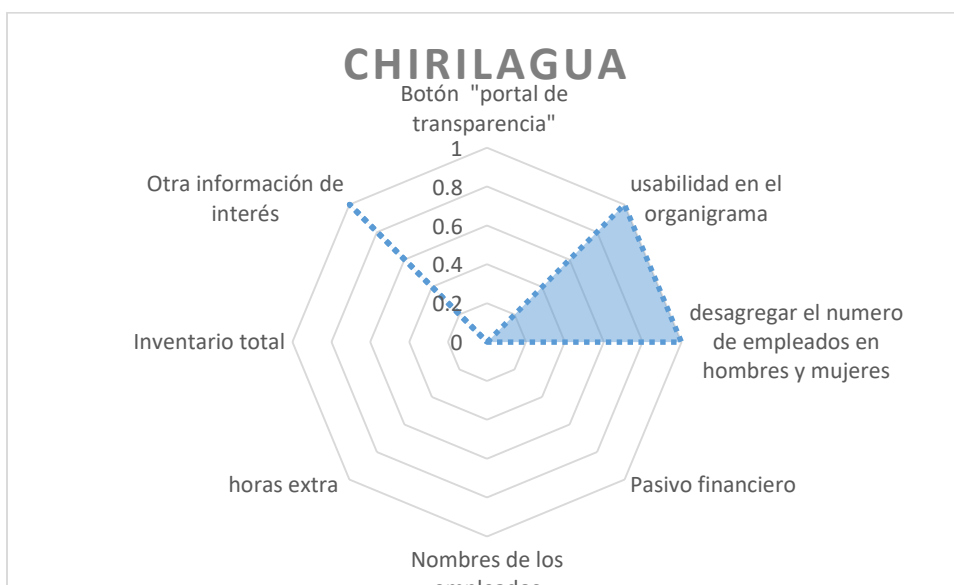 CHIRILAGUA
Botón "portal de
transparencia"
1
Otra información de
interés
0.8
usabilidad en el
organigrama
0.6
0.4
0.2
0
Inventario total
desagregar el numero
de empleados en
hombres y mujeres
horas extra
Pasivo financiero
Nombres de los